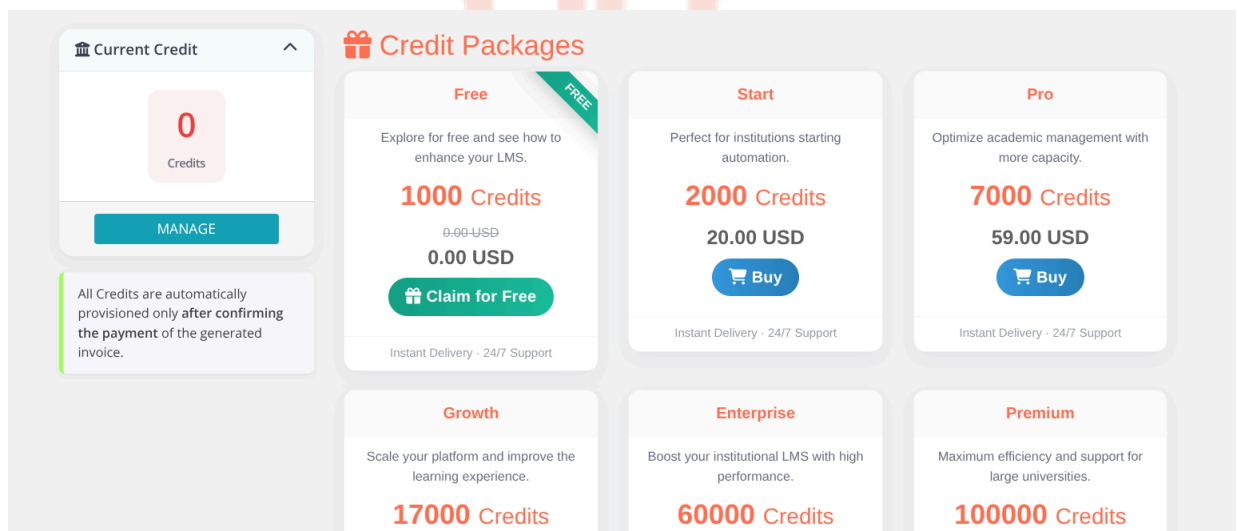 Current Credit
0
Credits
MANAGE
All Credits are automatically
provisioned only after confirming
the payment of the generated
invoice.
Credit Packages
Free
FREE
Explore for free and see how to
enhance your LMS.
1000 Credits
0.00 USD
0.00 USD
Claim for Free
Instant Delivery · 24/7 Support
Start
Perfect for institutions starting
automation.
2000 Credits
20.00 USD
Buy
Instant Delivery · 24/7 Support
Pro
Optimize academic management with
more capacity.
7000 Credits
59.00 USD
Buy
Instant Delivery · 24/7 Support
Growth
Scale your platform and improve the
learning experience.
17000 Credits
Enterprise
Boost your institutional LMS with high
performance.
60000 Credits
Premium
Maximum efficiency and support for
large universities.
100000 Credits